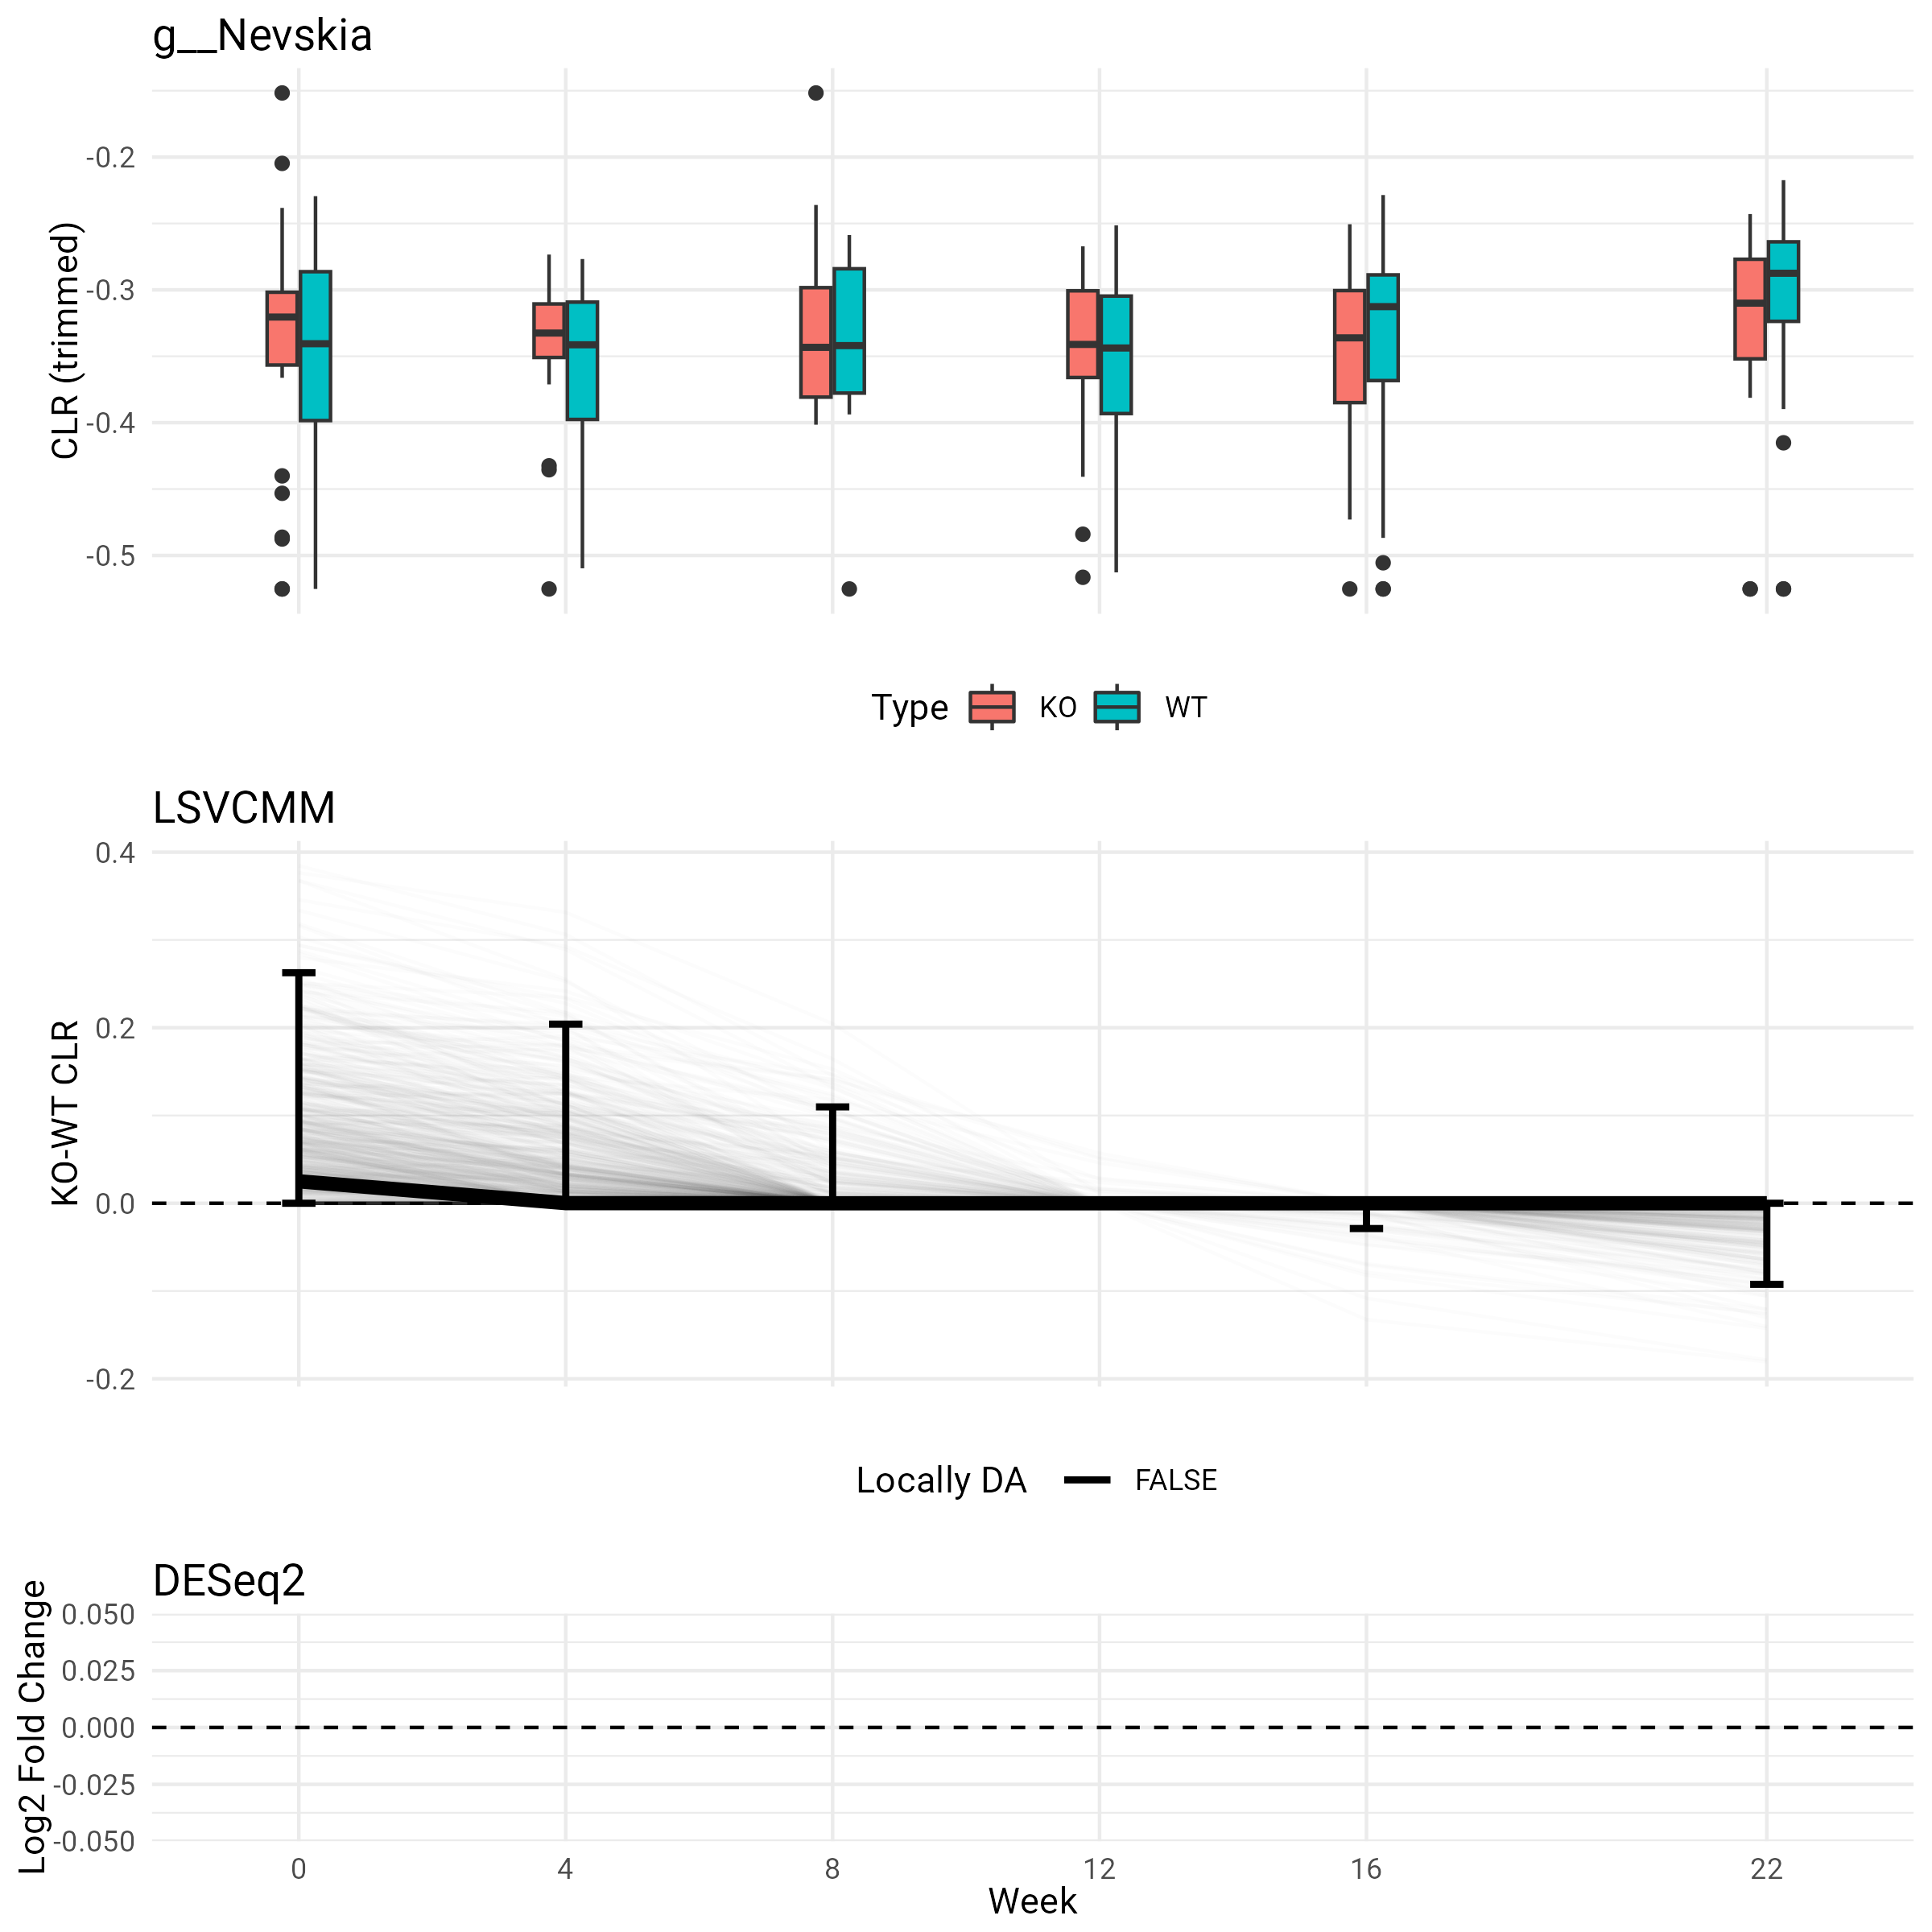 g__Nevskia
CLR (trimmed)
-0.2
-0.3
-0.4
-0.5
Type KO WT
LSVCMM
KO-WT CLR
0.4
0.2
0.0
-0.2
Locally DA FALSE
DESeq2
Log2 Fold Change
0.050
0.025
0.000
-0.025
-0.050
0 4 8 12 16 22
Week